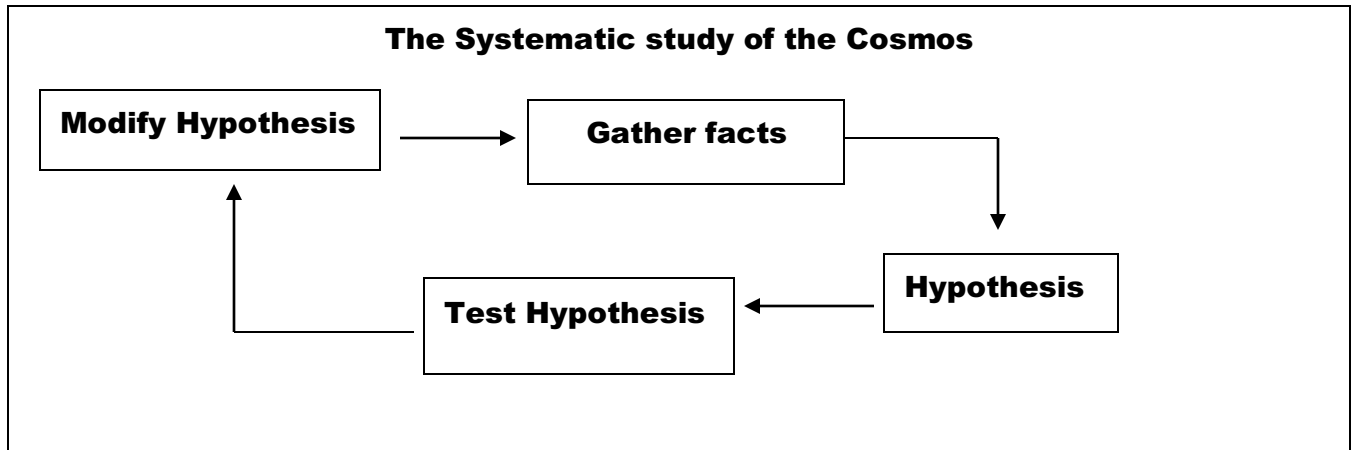 The Systematic study of the Cosmos
Modify Hypothesis
Gather facts
Hypothesis
Test Hypothesis